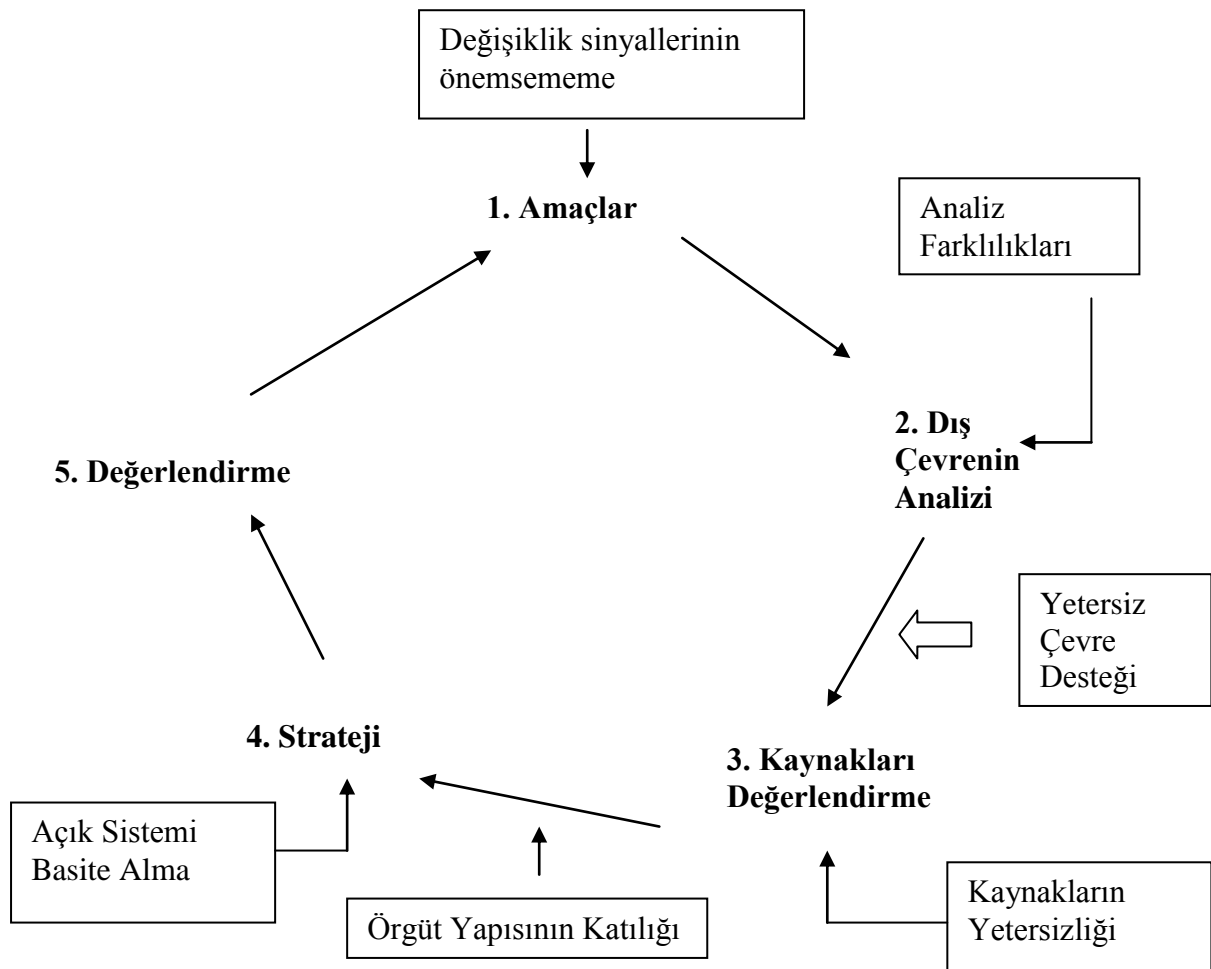 Değişiklik sinyallerinin
önemsememe
1. Amaçlar
Analiz
Farklılıkları
2. Dış
Çevrenin
Analizi
5. Değerlendirme
Yetersiz
Çevre
Desteği
4. Strateji
3. Kaynakları
Değerlendirme
Açık Sistemi
Basite Alma
Örgüt Yapısının Katılığı
Kaynakların
Yetersizliği